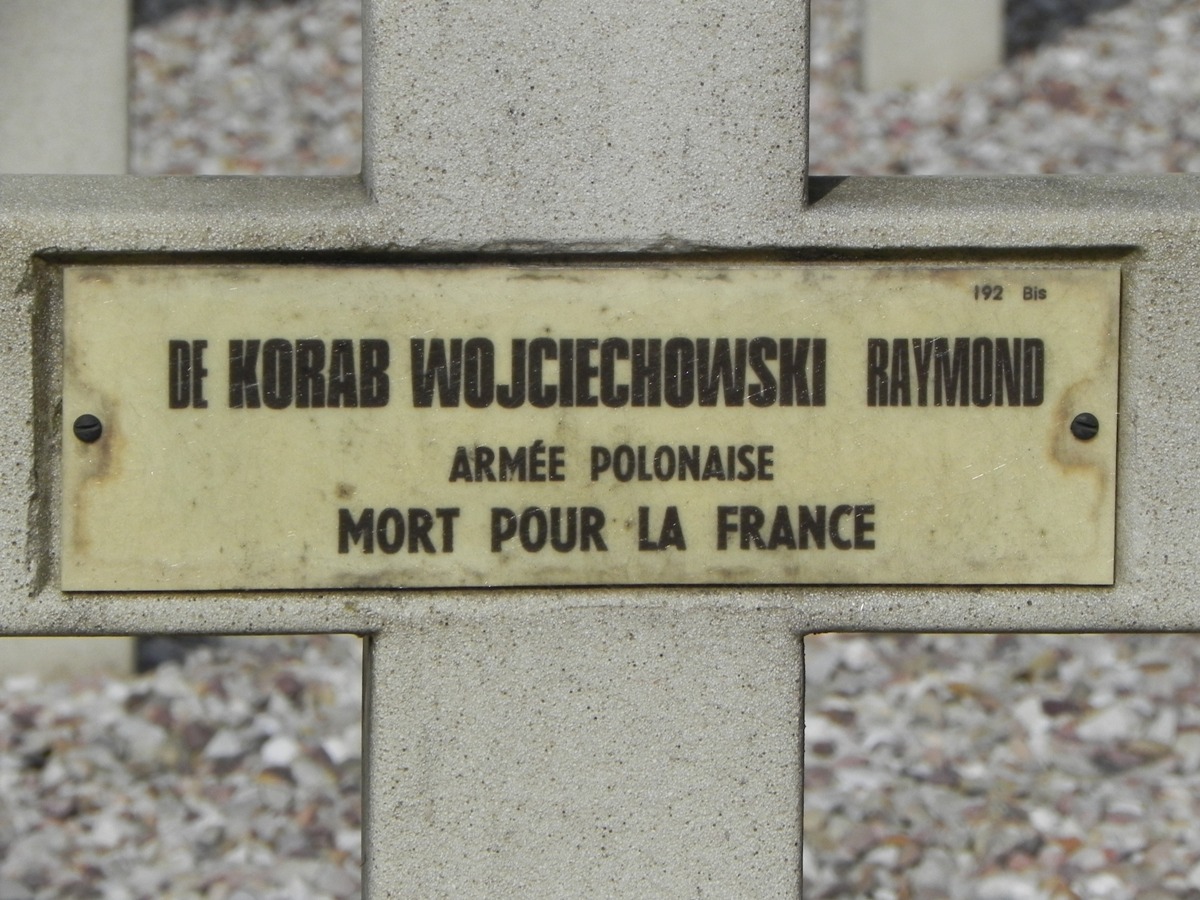 192 Bis
DE KORAB WOJCIECHOWSKI RAYMOND
ARMÉE POLONAISE
MORT POUR LA FRANCE